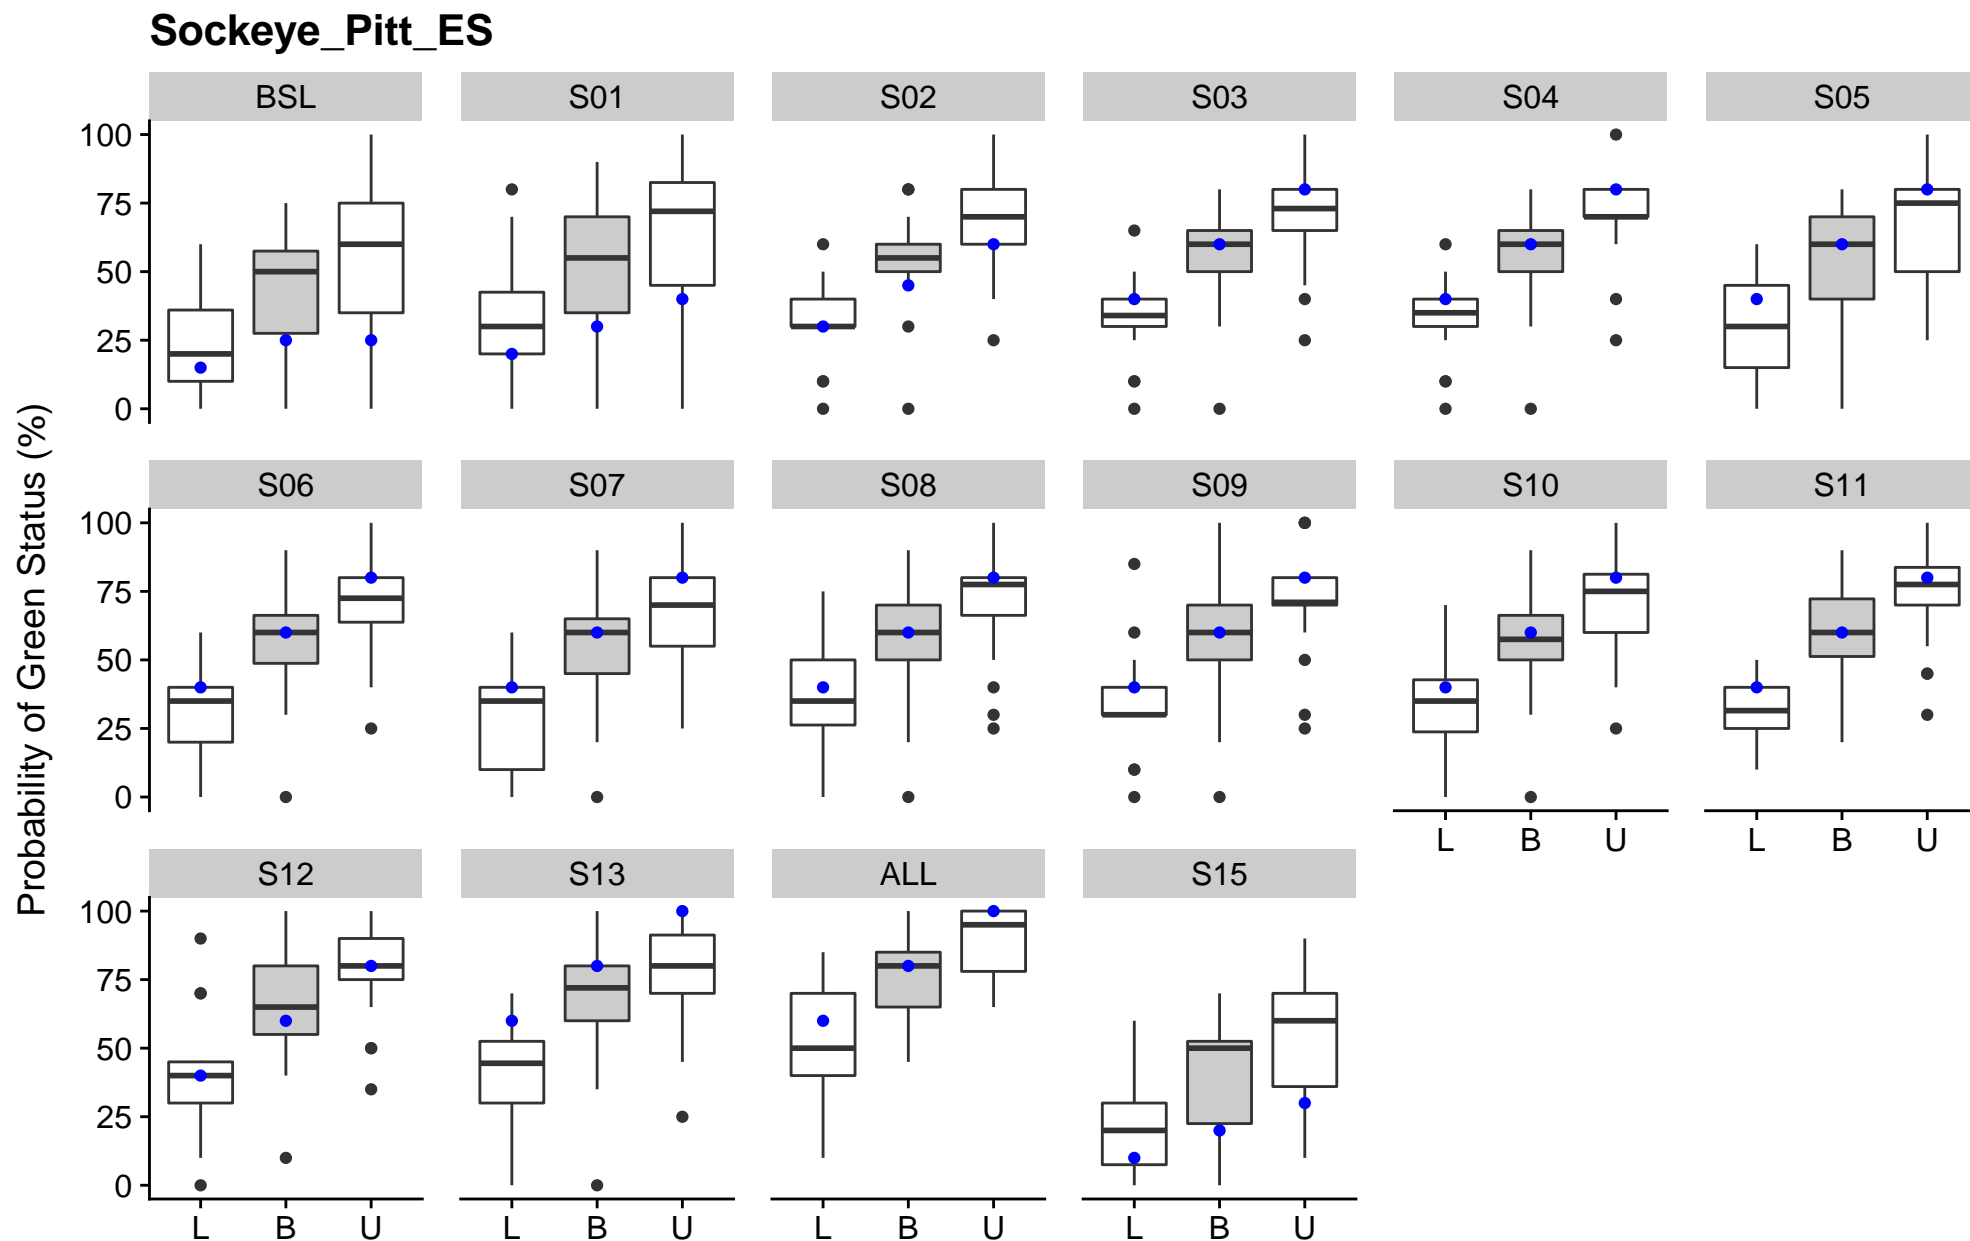 Sockeye_Pitt_ES
BSL S01 S02 S03 S04 S05
100
75
50
25
0
S06 S07 S08 S09 S10 S11
100
75
50
25
0
L B U L B U
S12 S13 ALL S15
100
75
50
25
0
L B U L B U L B U L B U
Probability of Green Status (%)